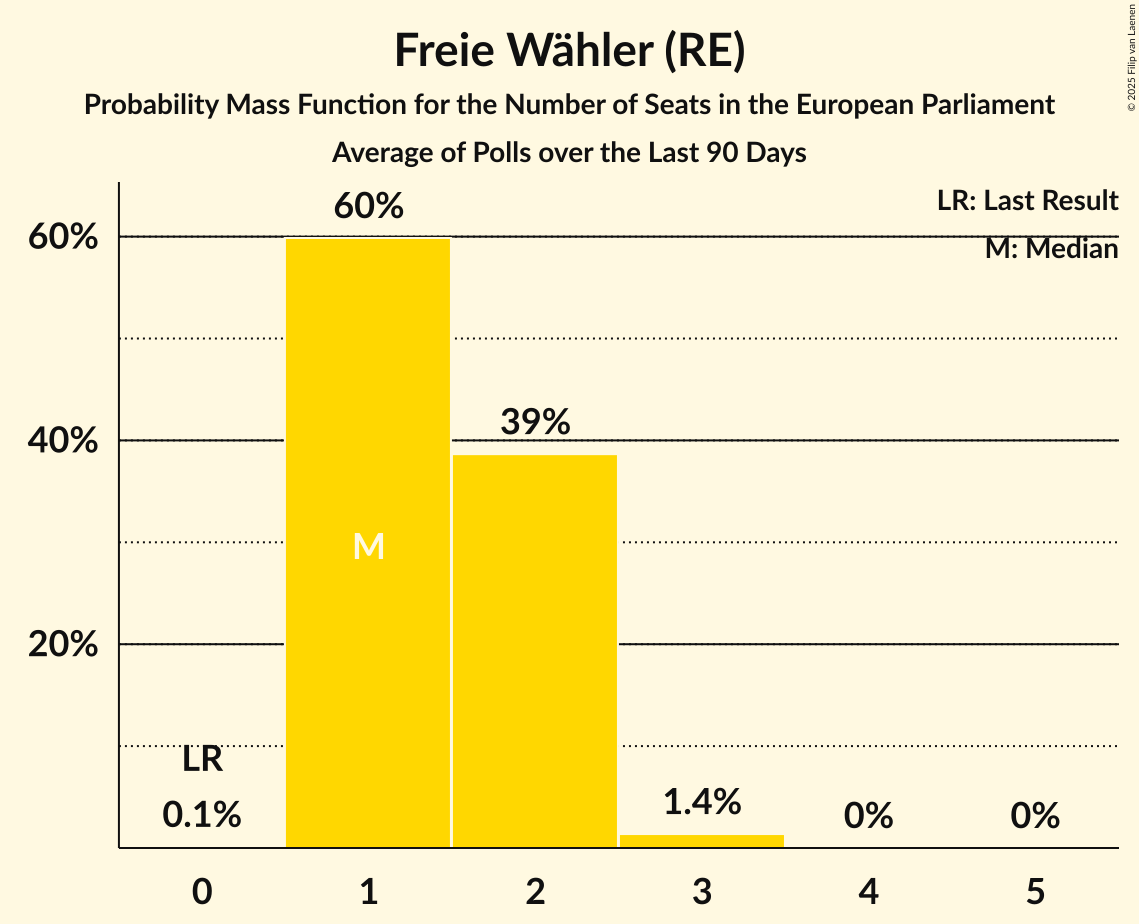 Freie Wähler (RE)
Probability Mass Function for the Number of Seats in the European Parliament
Average of Polls over the Last 90 Days
© 2025 Filip van Laenen
LR: Last Result
M: Median
60%
40%
20%
60%
39%
M
LR
0.1%
1.4%
0%
0%
0
1
2
3
4
5